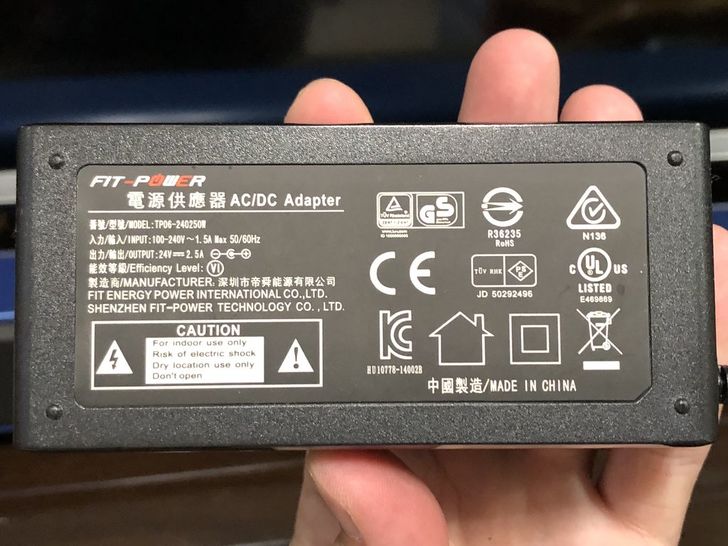 FIT-POWER
電源供應器 AC/DC Adapter
番號/型號/MODEL: TP06-240250W
入力/輸入/INPUT: 100-240V～1.5A Max 50/60Hz
出力/輸出/OUTPUT: 24V⎓2.5A
能效等級/Efficiency Level: VI
製造商/MANUFACTURER: 深圳市帝舜能源有限公司
FIT ENERGY POWER INTERNATIONAL CO., LTD.
SHENZHEN FIT-POWER TECHNOLOGY CO., LTD.
CAUTION
For indoor use only
Risk of electric shock
Dry location use only
Don't open
TÜV Rheinland
GS
R36235
RoHS
N136
CE
TÜV RHK
PS
E
JD 50292496
C UL US
LISTED
E469869
KC
HU10778-14002B
中國製造/MADE IN CHINA